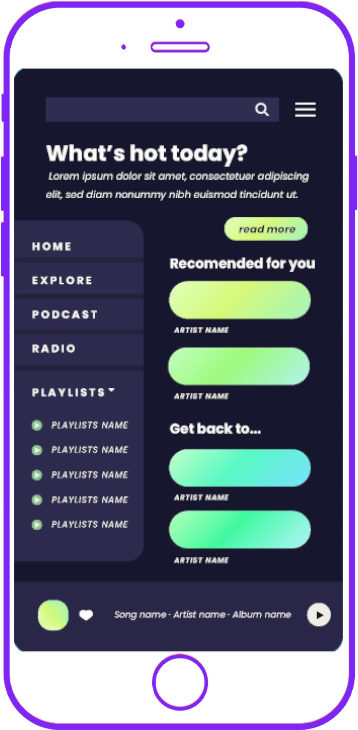 What's hot today?
Lorem ipsum dolor sit amet, consectetuer adipiscing
elit, sed diam nonummy nibh euismod tincidunt ut.
read more
HOME
EXPLORE
PODCAST
RADIO
PLAYLISTS
PLAYLISTS NAME
PLAYLISTS NAME
PLAYLISTS NAME
PLAYLISTS NAME
PLAYLISTS NAME
Recomended for you
ARTIST NAME
ARTIST NAME
Get back to...
ARTIST NAME
ARTIST NAME
Song name · Artist name · Album name